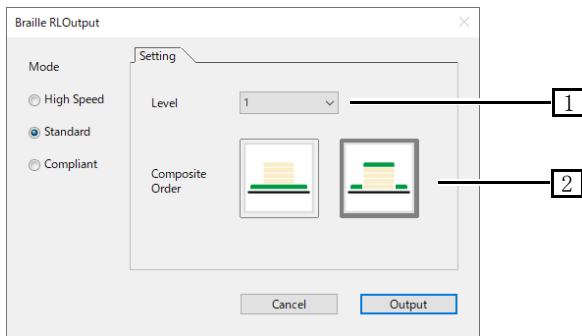 Braille RLOutput
Mode
High Speed
Standard
Compliant
Setting
Level
1
Composite
Order
Cancel
Output
1
2